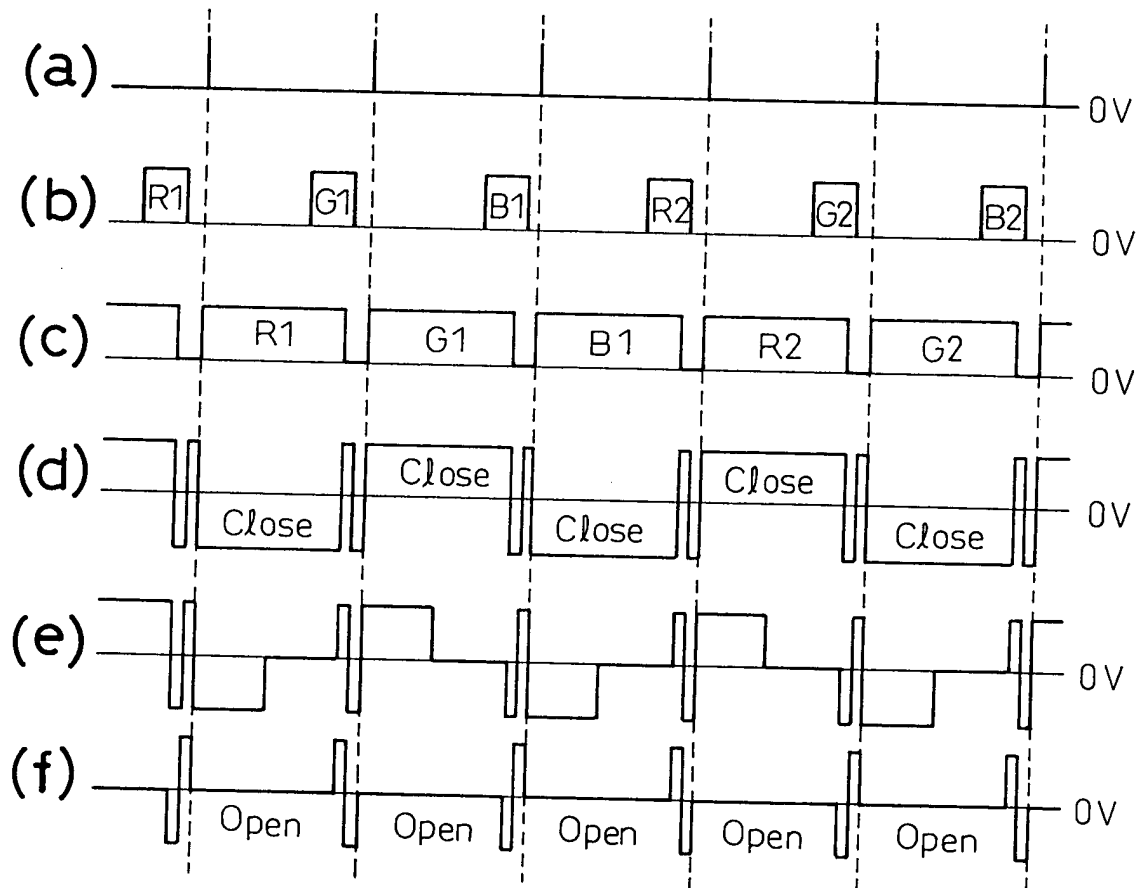 (a) 0V
(b) R1 G1 B1 R2 G2 B2 0V
(c) R1 G1 B1 R2 G2 0V
(d) Close Close Close Close Close 0V
(e) 0V
(f) Open Open Open Open Open 0V